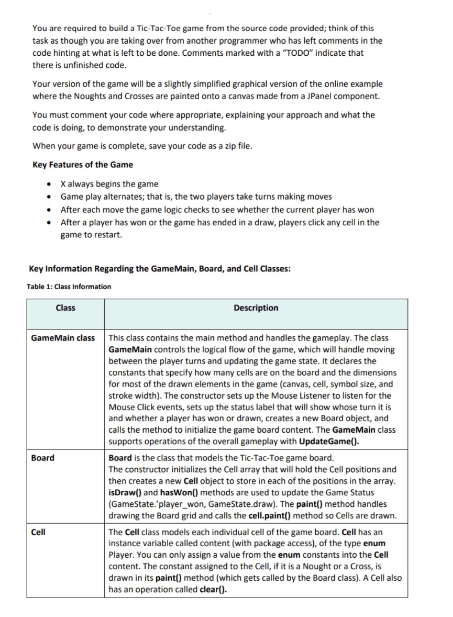 You are required to build a Tic-Tac-Toe game from the source code provided; think of this
task as though you are taking over from another programmer who has left comments in the
code hinting at what is left to be done. Comments marked with a "TODO" indicate that
there is unfinished code.
Your version of the game will be a slightly simplified graphical version of the online example
where the Noughts and Crosses are painted onto a canvas made from a JPanel component.
You must comment your code where appropriate, explaining your approach and what the
code is doing, to demonstrate your understanding.
When your game is complete, save your code as a zip file.
Key Features of the Game
• X always begins the game
• Game play alternates; that is, the two players take turns making moves
• After each move the game logic checks to see whether the current player has won
• After a player has won or the game has ended in a draw, players click any cell in the
game to restart.
Key Information Regarding the GameMain, Board, and Cell Classes:
Table 1: Class Information
Class Description
GameMain class This class contains the main method and handles the gameplay. The class
GameMain controls the logical flow of the game, which will handle moving
between the player turns and updating the game state. It declares the
constants that specify how many cells are on the board and the dimensions
for most of the drawn elements in the game (canvas, cell, symbol size, and
stroke width). The constructor sets up the Mouse Listener to listen for the
Mouse Click events, sets up the status label that will show whose turn it is
and whether a player has won or drawn, creates a new Board object, and
calls the method to initialize the game board content. The GameMain class
supports operations of the overall gameplay with UpdateGame().
Board Board is the class that models the Tic-Tac-Toe game board.
The constructor initializes the Cell array that will hold the Cell positions and
then creates a new Cell object to store in each of the positions in the array.
isDraw() and hasWon() methods are used to update the Game Status
(GameState.'player_won, GameState.draw). The paint() method handles
drawing the Board grid and calls the cell.paint() method so Cells are drawn.
Cell The Cell class models each individual cell of the game board. Cell has an
instance variable called content (with package access), of the type enum
Player. You can only assign a value from the enum constants into the Cell
content. The constant assigned to the Cell, if it is a Nought or a Cross, is
drawn in its paint() method (which gets called by the Board class). A Cell also
has an operation called clear().